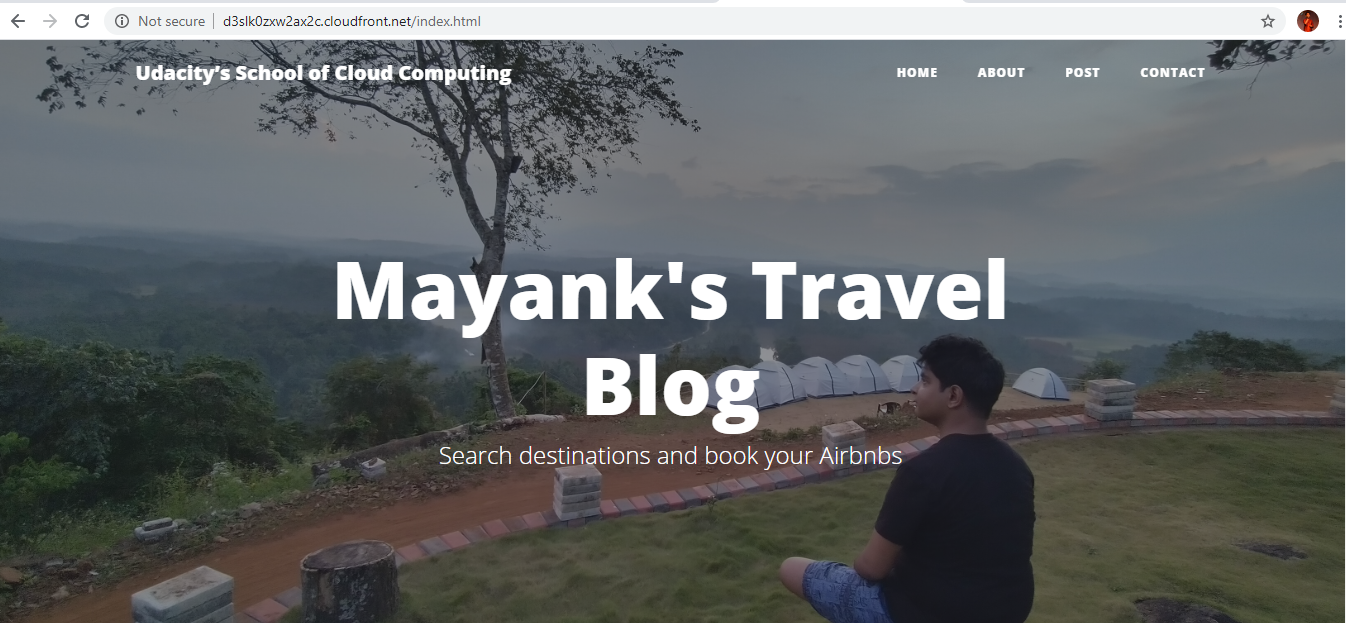 Not secure | d3slk0zxw2ax2c.cloudfront.net/index.html
Udacity’s School of Cloud Computing
HOME ABOUT POST CONTACT
Mayank's Travel
Blog
Search destinations and book your Airbnbs